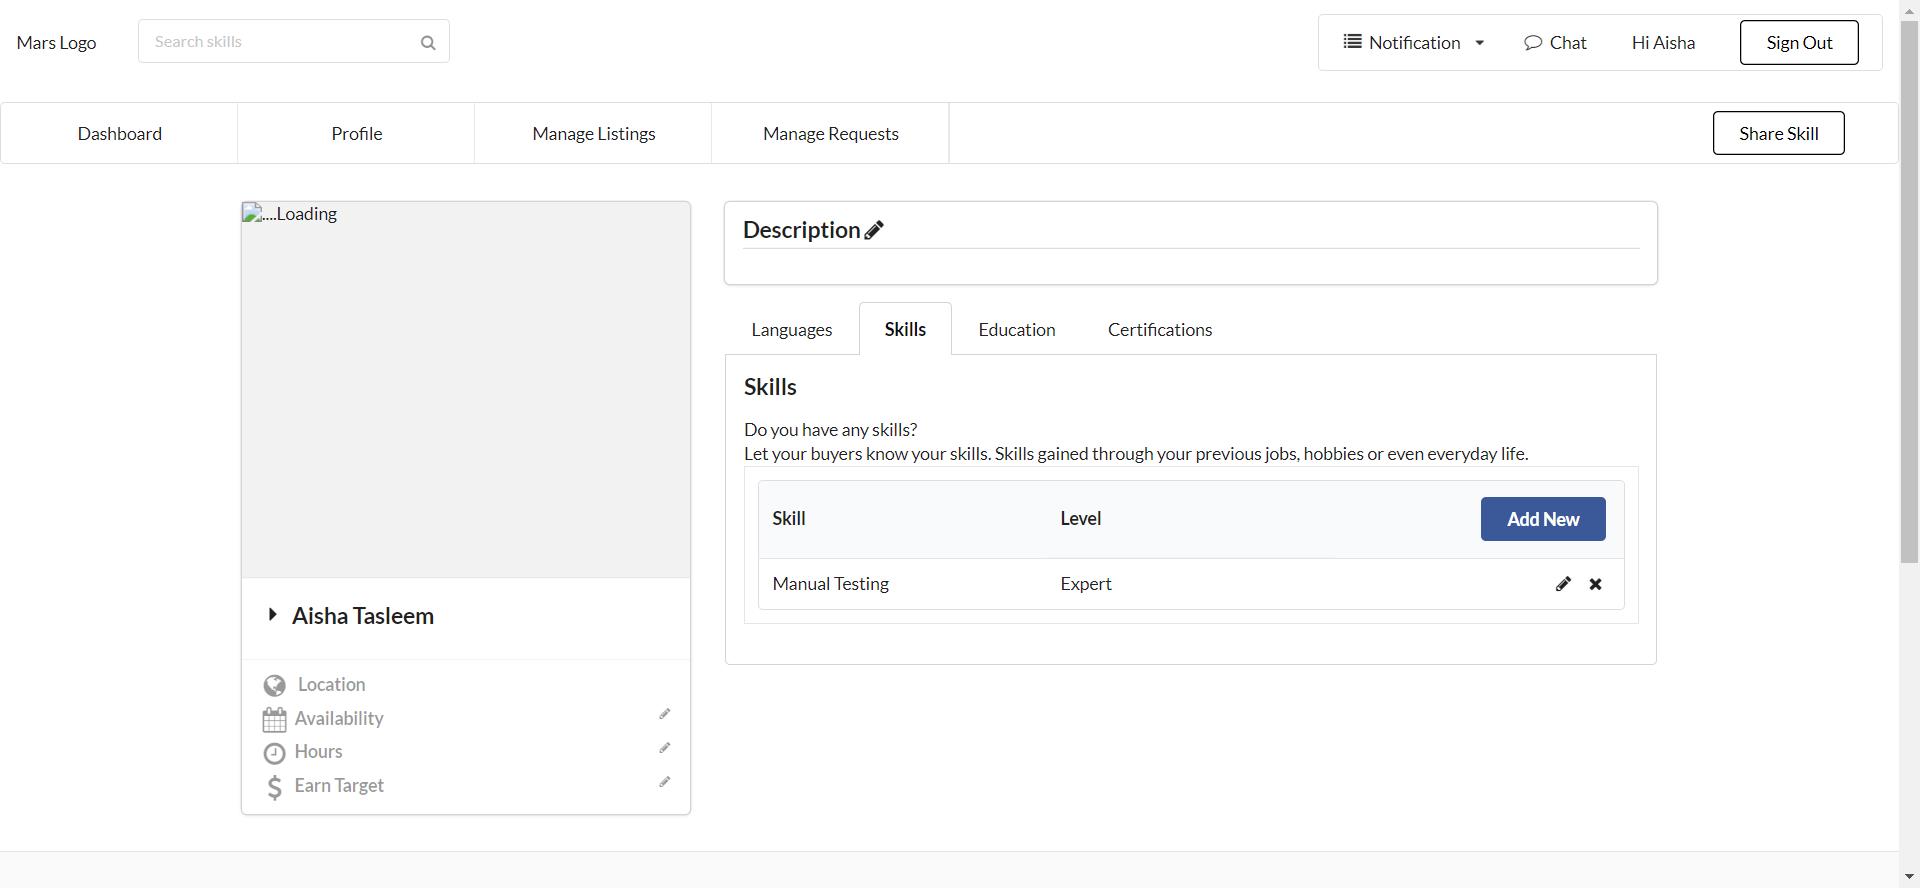 Mars Logo
Search skills
Notification
Chat
Hi Aisha
Sign Out
Dashboard
Profile
Manage Listings
Manage Requests
Share Skill
....Loading
Aisha Tasleem
Location
Availability
Hours
Earn Target
Description
Languages
Skills
Education
Certifications
Skills
Do you have any skills?
Let your buyers know your skills. Skills gained through your previous jobs, hobbies or even everyday life.
Skill
Level
Add New
Manual Testing
Expert